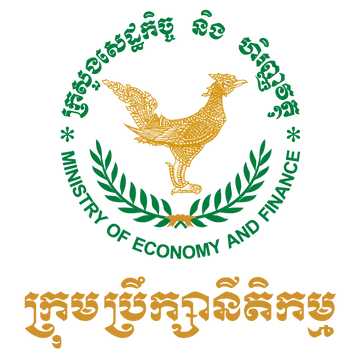 ក្រសួងសេដ្ឋកិច្ច និង ហិរញ្ញវត្ថុ
* MINISTRY OF ECONOMY AND FINANCE *
ក្រុមប្រឹក្សានីតិកម្ម